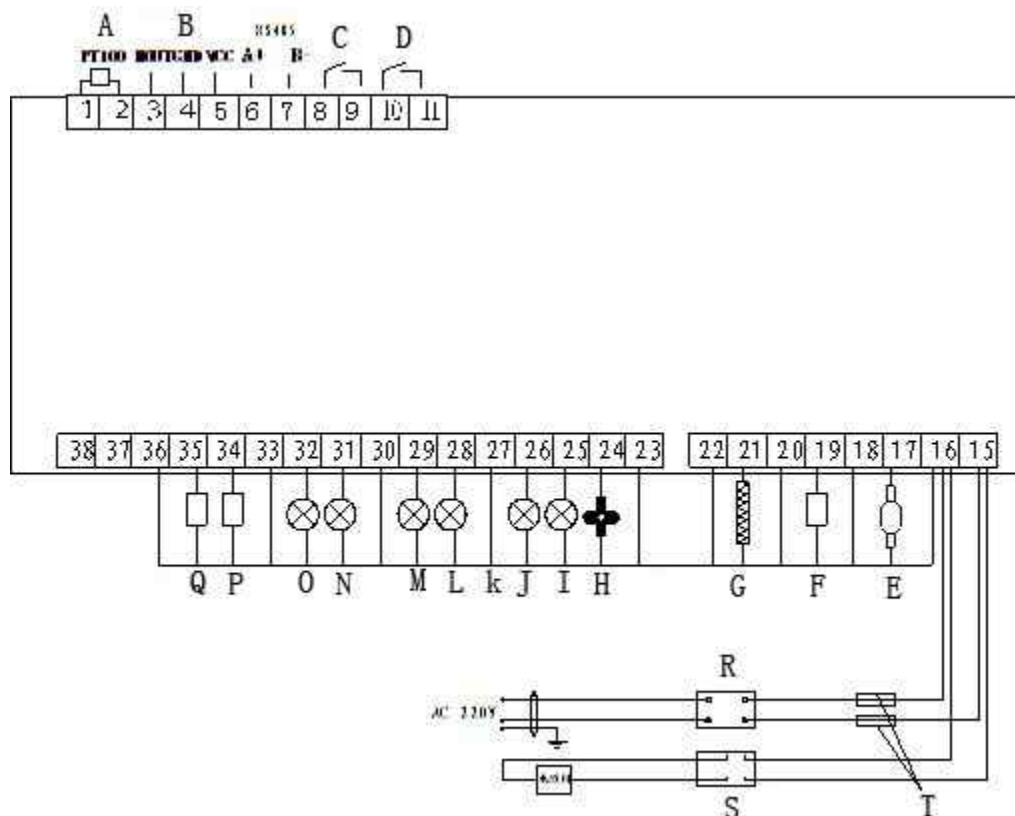 A B C D
PT100 HOUT GND VCC A+ B-
RS485
1 2 3 4 5 6 7 8 9 10 11
38 37 36 35 34 33 32 31 30 29 28 27 26 25 24 23 22 21 20 19 18 17 16 15
Q P O N M L k J I H G F E
R
AC 220V
S T